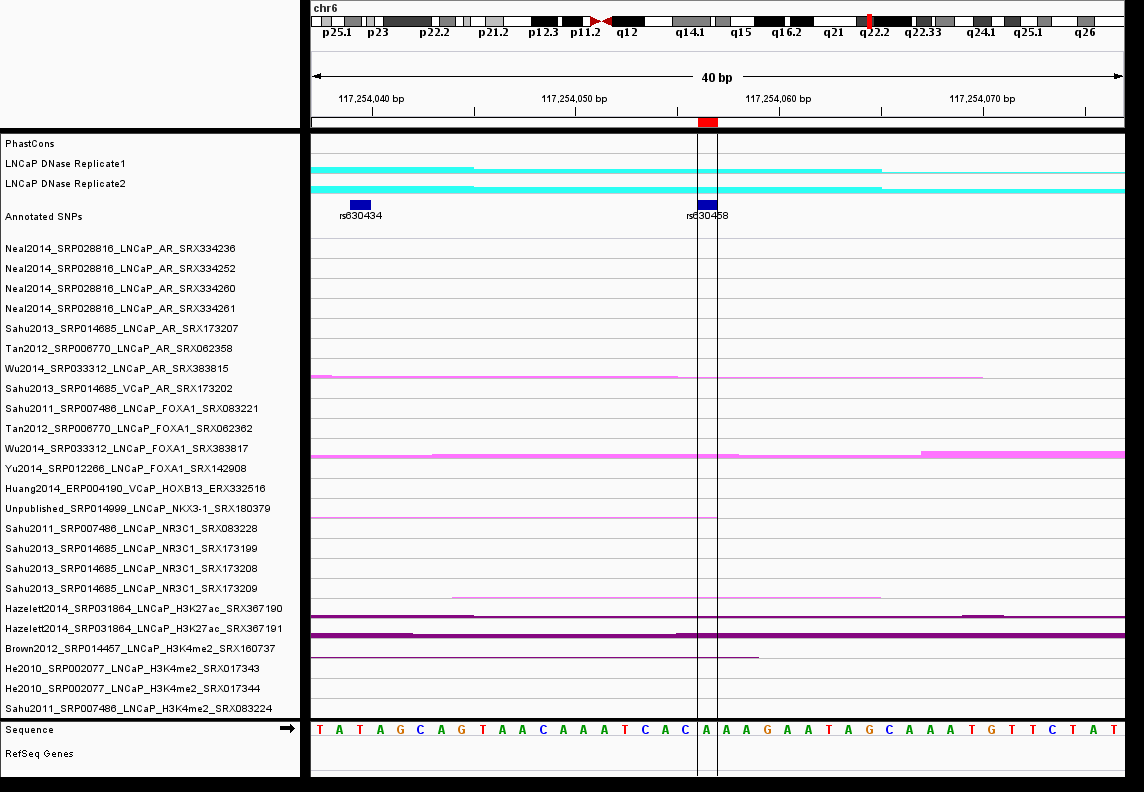 chr6
p25.1 p23 p22.2 p21.2 p12.3 p11.2 q12 q14.1 q15 q16.2 q21 q22.2 q22.33 q24.1 q25.1 q26
40 bp
117,254,040 bp 117,254,050 bp 117,254,060 bp 117,254,070 bp
PhastCons
LNCaP DNase Replicate1
LNCaP DNase Replicate2
Annotated SNPs
rs630434 rs630458
Neal2014_SRP028816_LNCaP_AR_SRX334236
Neal2014_SRP028816_LNCaP_AR_SRX334252
Neal2014_SRP028816_LNCaP_AR_SRX334260
Neal2014_SRP028816_LNCaP_AR_SRX334261
Sahu2013_SRP014685_LNCaP_AR_SRX173207
Tan2012_SRP006770_LNCaP_AR_SRX062358
Wu2014_SRP033312_LNCaP_AR_SRX383815
Sahu2013_SRP014685_VCaP_AR_SRX173202
Sahu2011_SRP007486_LNCaP_FOXA1_SRX083221
Tan2012_SRP006770_LNCaP_FOXA1_SRX062362
Wu2014_SRP033312_LNCaP_FOXA1_SRX383817
Yu2014_SRP012266_LNCaP_FOXA1_SRX142908
Huang2014_ERP004190_VCaP_HOXB13_ERX332516
Unpublished_SRP014999_LNCaP_NKX3-1_SRX180379
Sahu2011_SRP007486_LNCaP_NR3C1_SRX083228
Sahu2013_SRP014685_LNCaP_NR3C1_SRX173199
Sahu2013_SRP014685_LNCaP_NR3C1_SRX173208
Sahu2013_SRP014685_LNCaP_NR3C1_SRX173209
Hazelett2014_SRP031864_LNCaP_H3K27ac_SRX367190
Hazelett2014_SRP031864_LNCaP_H3K27ac_SRX367191
Brown2012_SRP014457_LNCaP_H3K4me2_SRX160737
He2010_SRP002077_LNCaP_H3K4me2_SRX017343
He2010_SRP002077_LNCaP_H3K4me2_SRX017344
Sahu2011_SRP007486_LNCaP_H3K4me2_SRX083224
Sequence T A T A G C A G T A A C A A A T C A C A A A G A A T A G C A A A T G T T C T A T
RefSeq Genes